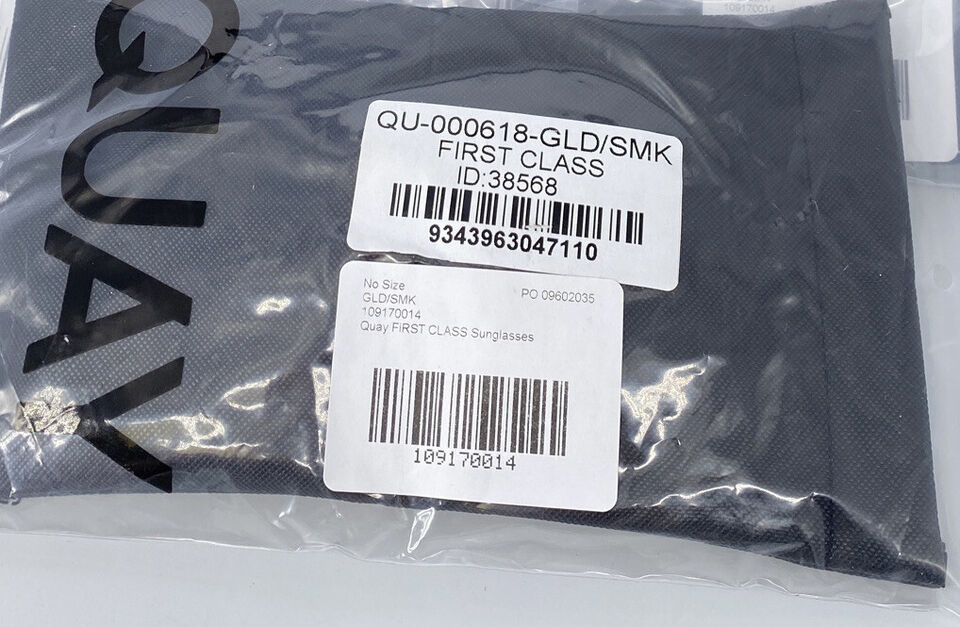 QUAY
QU-000618-GLD/SMK
FIRST CLASS
ID:38568
9343963047110
No Size
PO 09602035
GLD/SMK
109170014
Quay FIRST CLASS Sunglasses
109170014
109170014